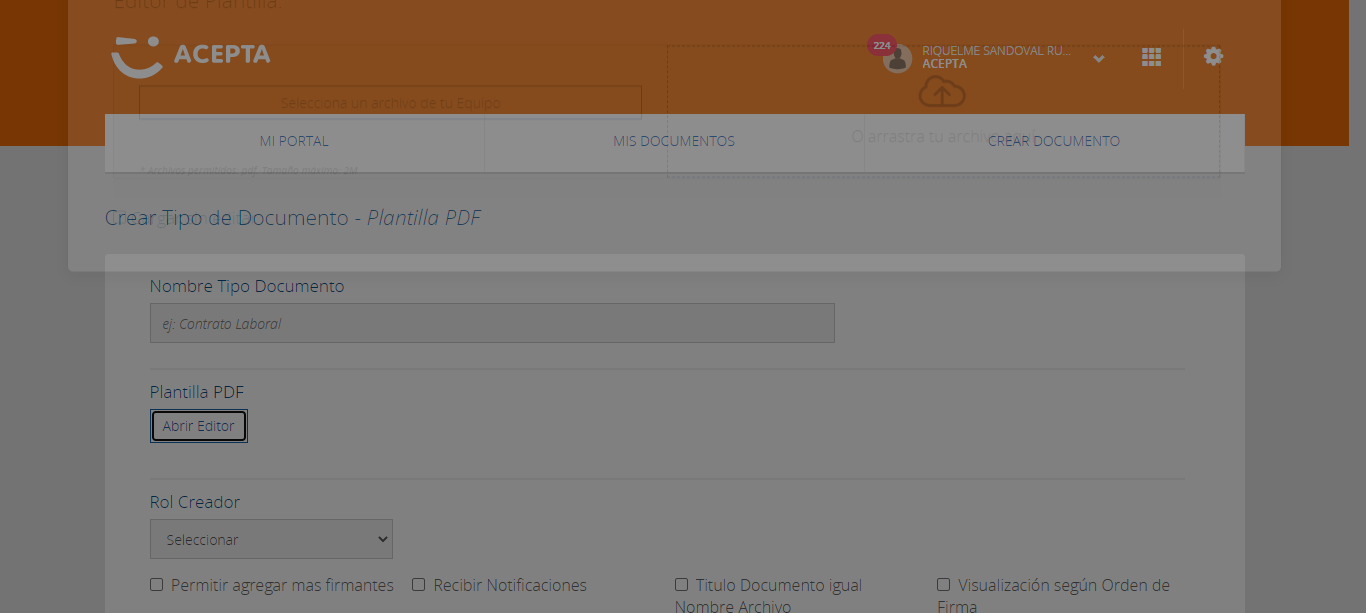 Editor de Plantilla.
ACEPTA
224
RIQUELME SANDOVAL RU...
ACEPTA
Selecciona un archivo de tu Equipo
O arrastra tu archivo
MI PORTAL
MIS DOCUMENTOS
CREAR DOCUMENTO
* Archivos permitidos: pdf. Tamaño máximo: 2M
Crear Tipo de Documento - Plantilla PDF
Nombre Tipo Documento
ej: Contrato Laboral
Plantilla PDF
Abrir Editor
Rol Creador
Seleccionar
Permitir agregar mas firmantes
Recibir Notificaciones
Titulo Documento igual
Nombre Archivo
Visualización según Orden de
Firma